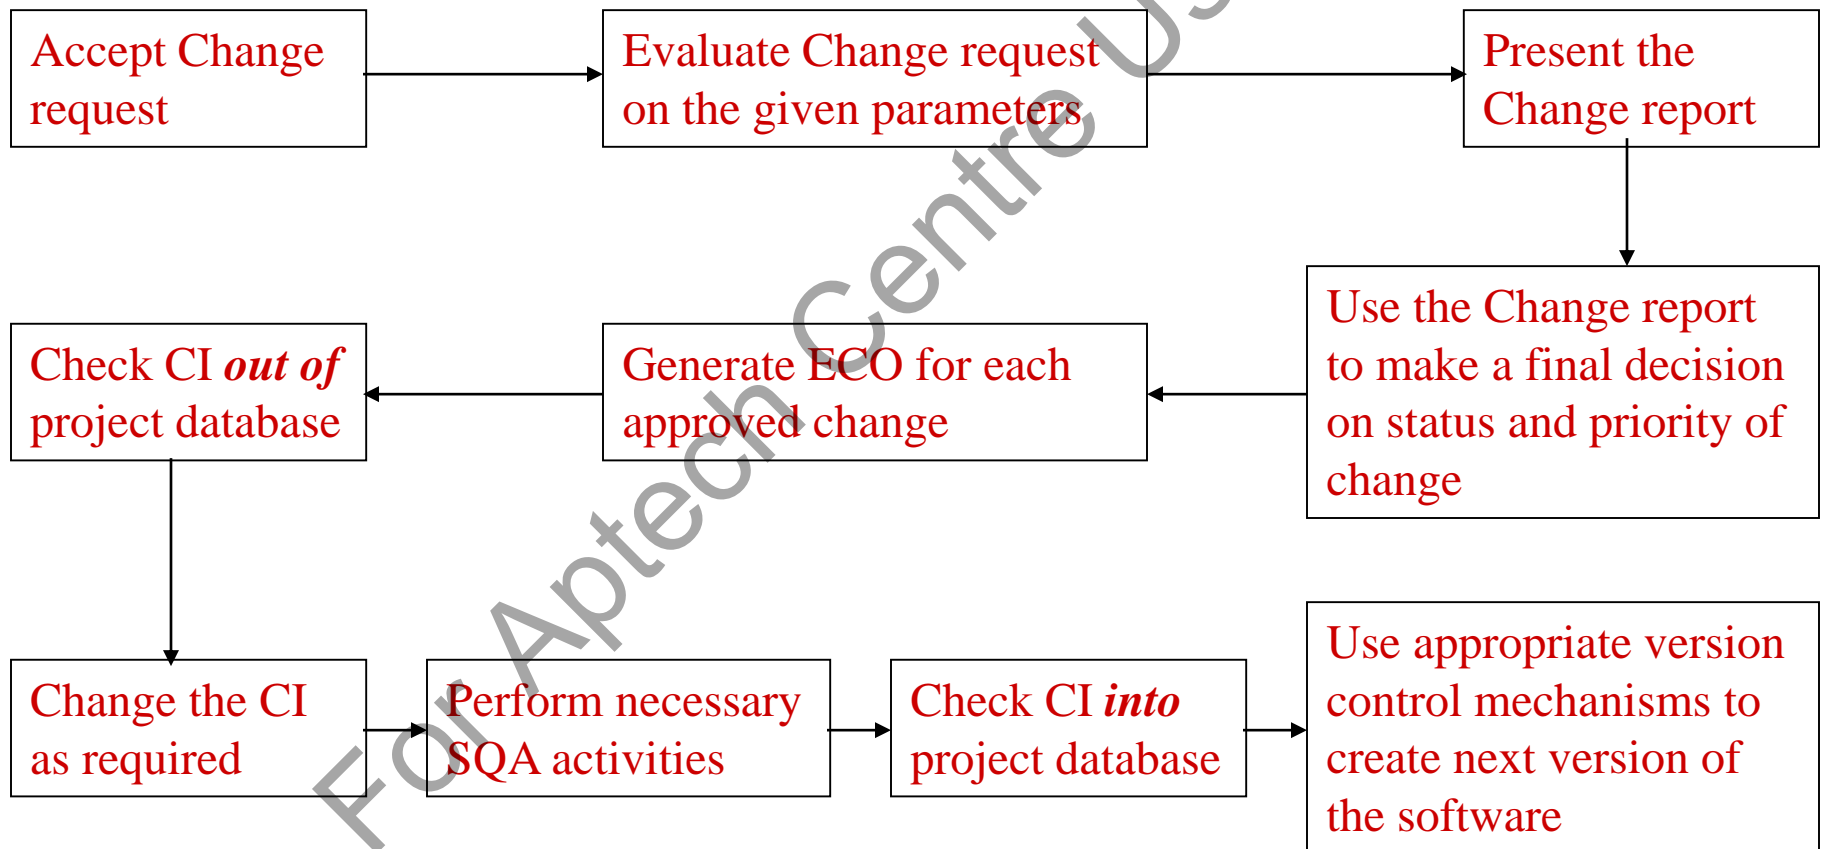 Accept Change
request
Evaluate Change request
on the given parameters
Present the
Change report
Use the Change report
to make a final decision
on status and priority of
change
Generate ECO for each
approved change
Check CI out of
project database
Change the CI
as required
Perform necessary
SQA activities
Check CI into
project database
Use appropriate version
control mechanisms to
create next version of
the software
For Aptech Centre